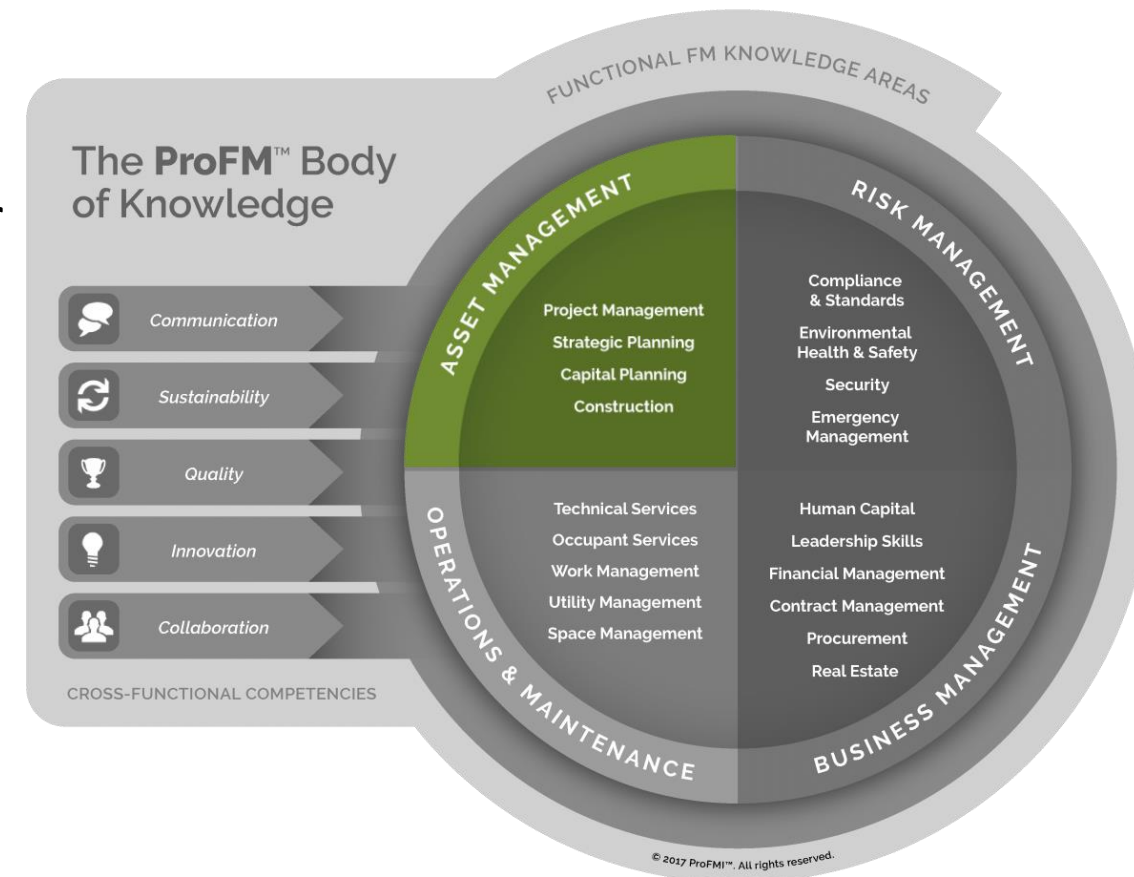 The ProFM™ Body
of Knowledge
Communication
Sustainability
Quality
Innovation
Collaboration
CROSS-FUNCTIONAL COMPETENCIES
FUNCTIONAL FM KNOWLEDGE AREAS
ASSET MANAGEMENT
Project Management
Strategic Planning
Capital Planning
Construction
RISK MANAGEMENT
Compliance
& Standards
Environmental
Health & Safety
Security
Emergency
Management
OPERATIONS & MAINTENANCE
Technical Services
Occupant Services
Work Management
Utility Management
Space Management
BUSINESS MANAGEMENT
Human Capital
Leadership Skills
Financial Management
Contract Management
Procurement
Real Estate
© 2017 ProFMI™. All rights reserved.